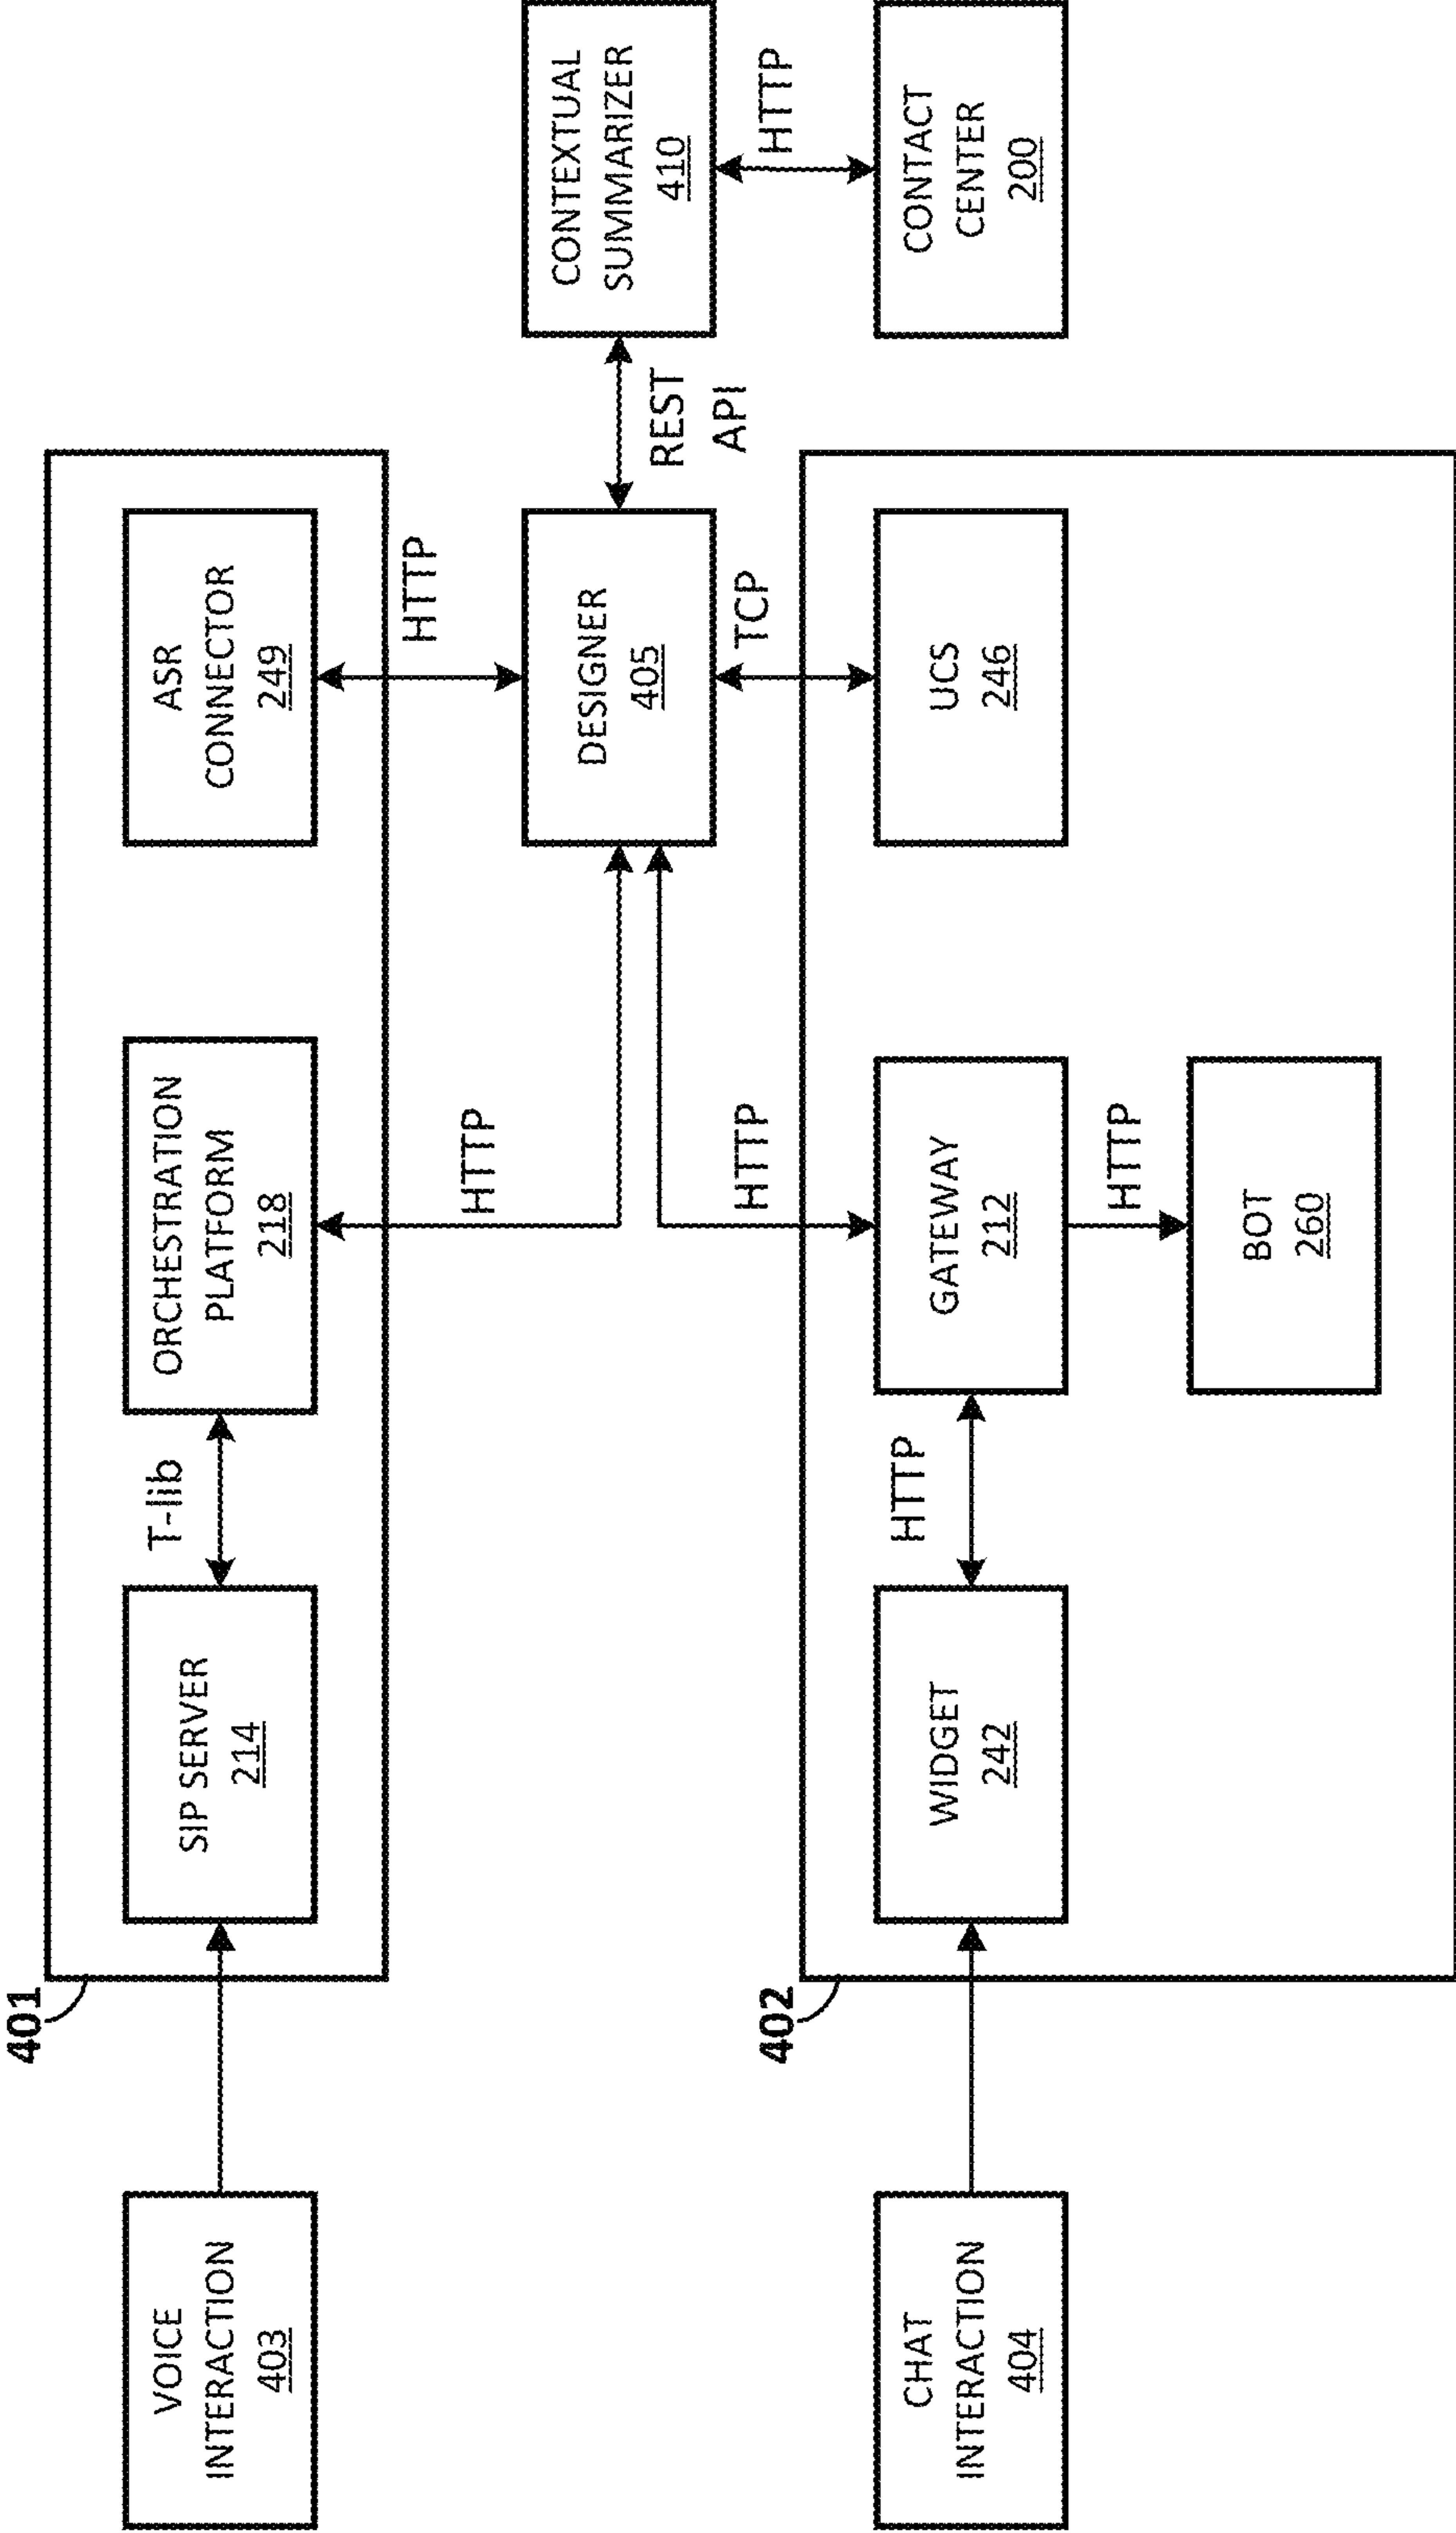 401
VOICE
INTERACTION
403
SIP SERVER
214
T-lib
ORCHESTRATION
PLATFORM
218
ASR
CONNECTOR
249
HTTP
HTTP
DESIGNER
405
REST
API
CONTEXTUAL
SUMMARIZER
410
HTTP
TCP
HTTP
402
CHAT
INTERACTION
404
WIDGET
242
HTTP
GATEWAY
212
UCS
246
CONTACT
CENTER
200
HTTP
BOT
260